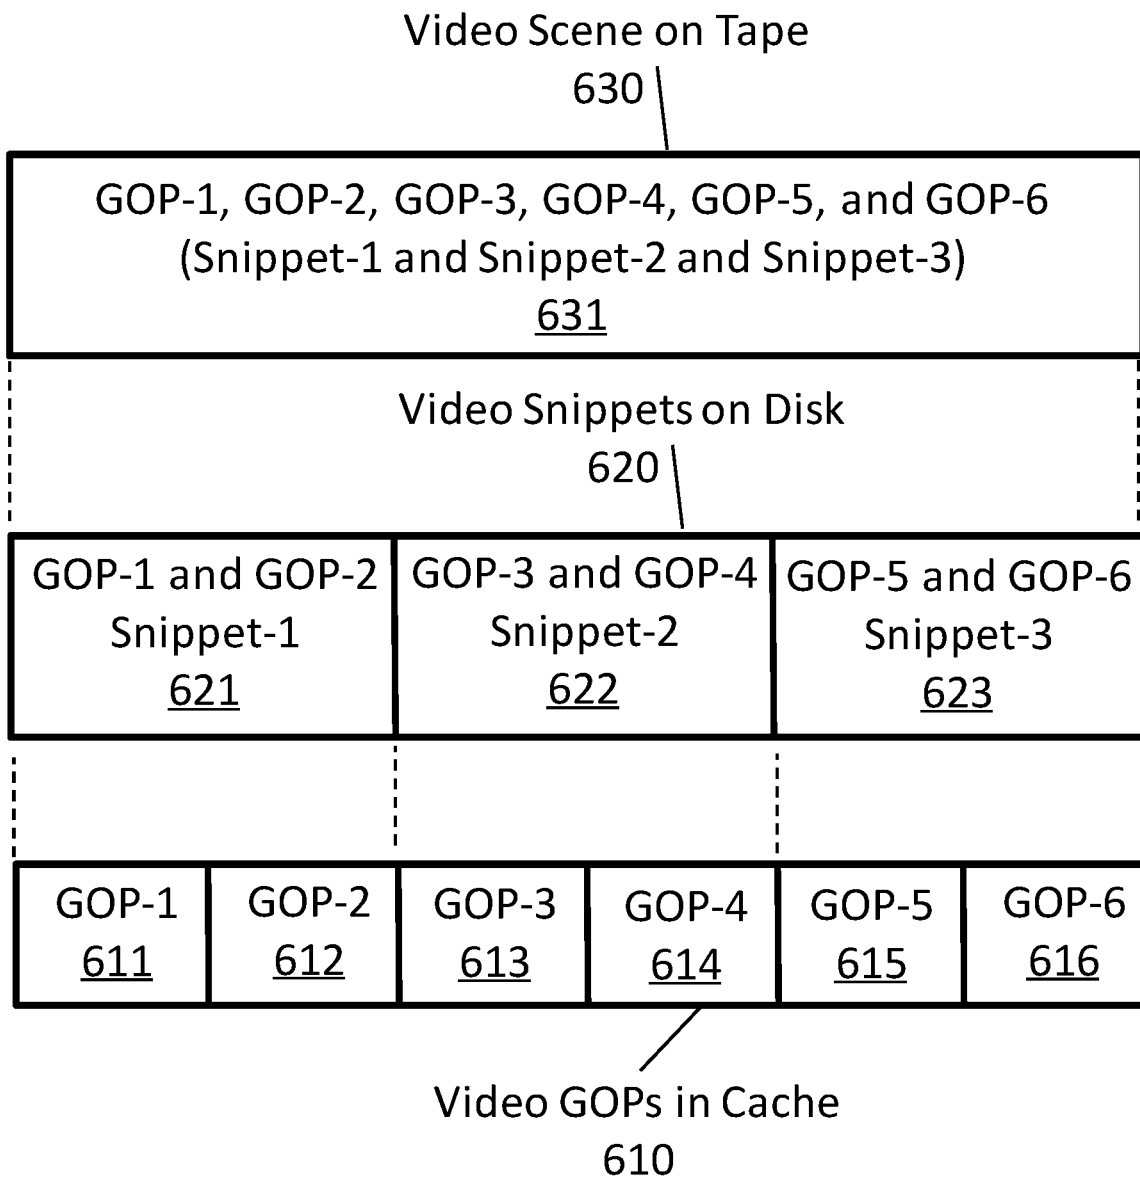 Video Scene on Tape
630
GOP-1, GOP-2, GOP-3, GOP-4, GOP-5, and GOP-6
(Snippet-1 and Snippet-2 and Snippet-3)
631
Video Snippets on Disk
620
GOP-1 and GOP-2
Snippet-1
621
GOP-3 and GOP-4
Snippet-2
622
GOP-5 and GOP-6
Snippet-3
623
GOP-1
611
GOP-2
612
GOP-3
613
GOP-4
614
GOP-5
615
GOP-6
616
Video GOPs in Cache
610